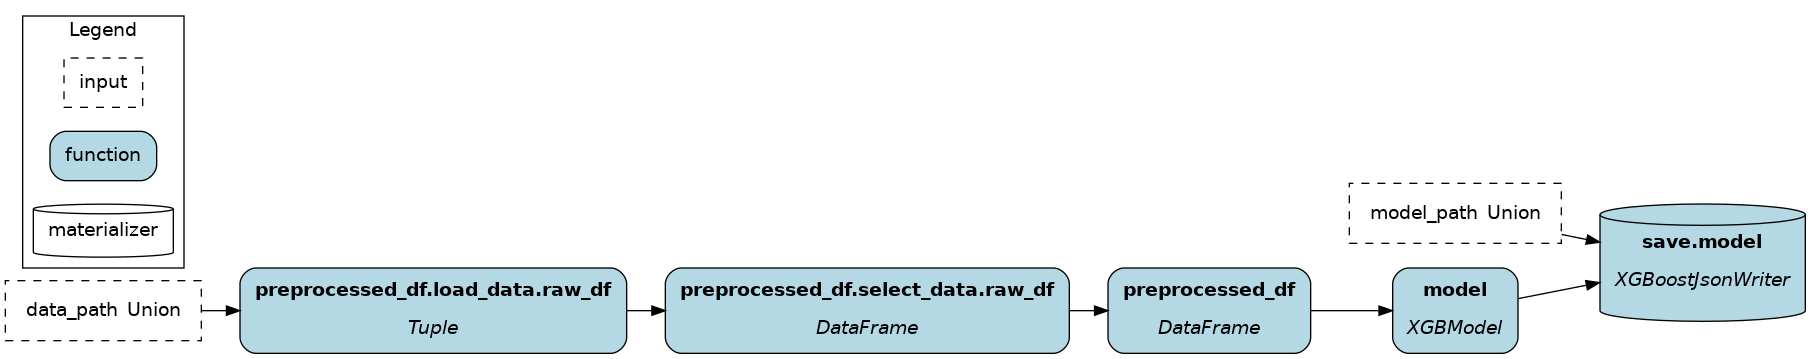 Legend
input
function
materializer
data_path Union
preprocessed_df.load_data.raw_df
Tuple
preprocessed_df.select_data.raw_df
DataFrame
preprocessed_df
DataFrame
model
XGBModel
model_path Union
save.model
XGBoostJsonWriter